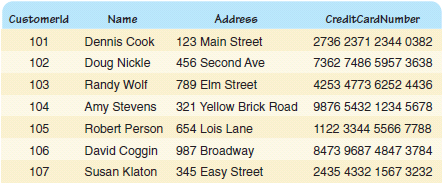 CustomerId Name Address CreditCardNumber
101 Dennis Cook 123 Main Street 2736 2371 2344 0382
102 Doug Nickle 456 Second Ave 7362 7486 5957 3638
103 Randy Wolf 789 Elm Street 4253 4773 6252 4436
104 Amy Stevens 321 Yellow Brick Road 9876 5432 1234 5678
105 Robert Person 654 Lois Lane 1122 3344 5566 7788
106 David Coggin 987 Broadway 8473 9687 4847 3784
107 Susan Klaton 345 Easy Street 2435 4332 1567 3232